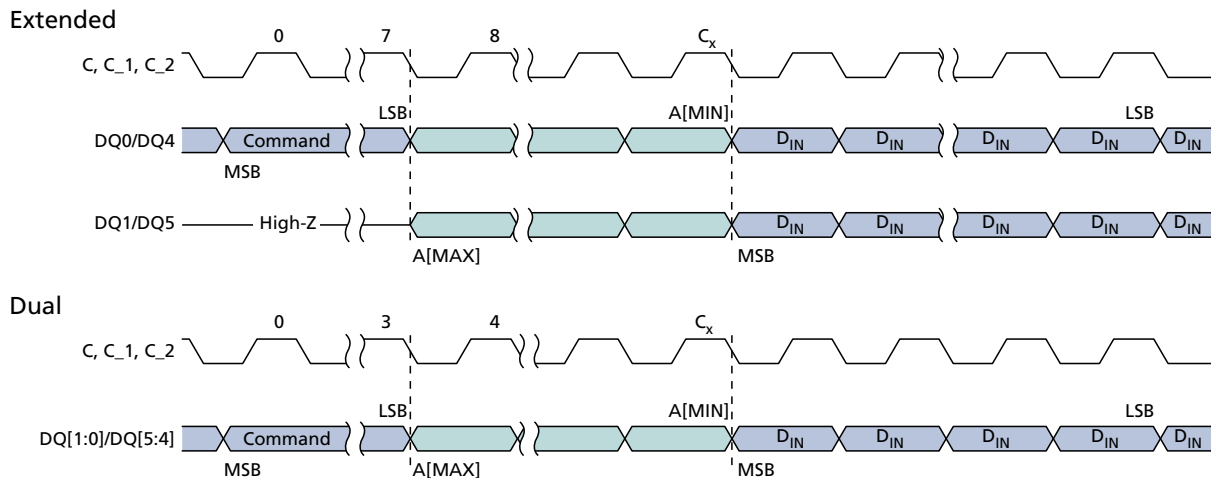 Extended
0 7 8 Cx
C, C_1, C_2
LSB A[MIN] LSB
DQ0/DQ4 Command DIN DIN DIN DIN DIN
MSB
DQ1/DQ5 High-Z DIN DIN DIN DIN DIN
A[MAX] MSB
Dual
0 3 4 Cx
C, C_1, C_2
LSB A[MIN] LSB
DQ[1:0]/DQ[5:4] Command DIN DIN DIN DIN DIN
MSB A[MAX] MSB